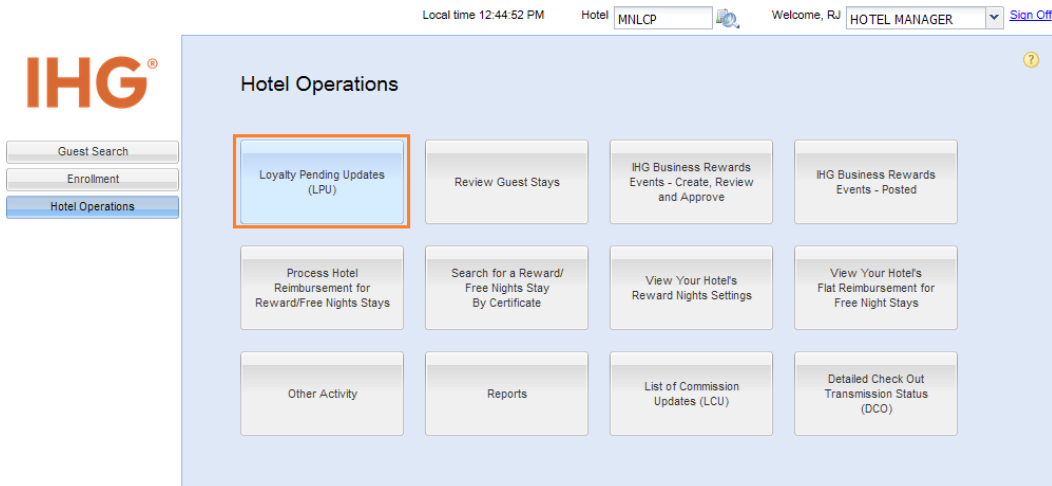 Local time 12:44:52 PM Hotel MNLCP Welcome, RJ HOTEL MANAGER Sign Off
?
IHG®
Hotel Operations
Guest Search
Enrollment
Hotel Operations
Loyalty Pending Updates
(LPU)
Review Guest Stays
IHG Business Rewards
Events - Create, Review
and Approve
IHG Business Rewards
Events - Posted
Process Hotel
Reimbursement for
Reward/Free Nights Stays
Search for a Reward/
Free Nights Stay
By Certificate
View Your Hotel's
Reward Nights Settings
View Your Hotel's
Flat Reimbursement for
Free Night Stays
Other Activity
Reports
List of Commission
Updates (LCU)
Detailed Check Out
Transmission Status
(DCO)